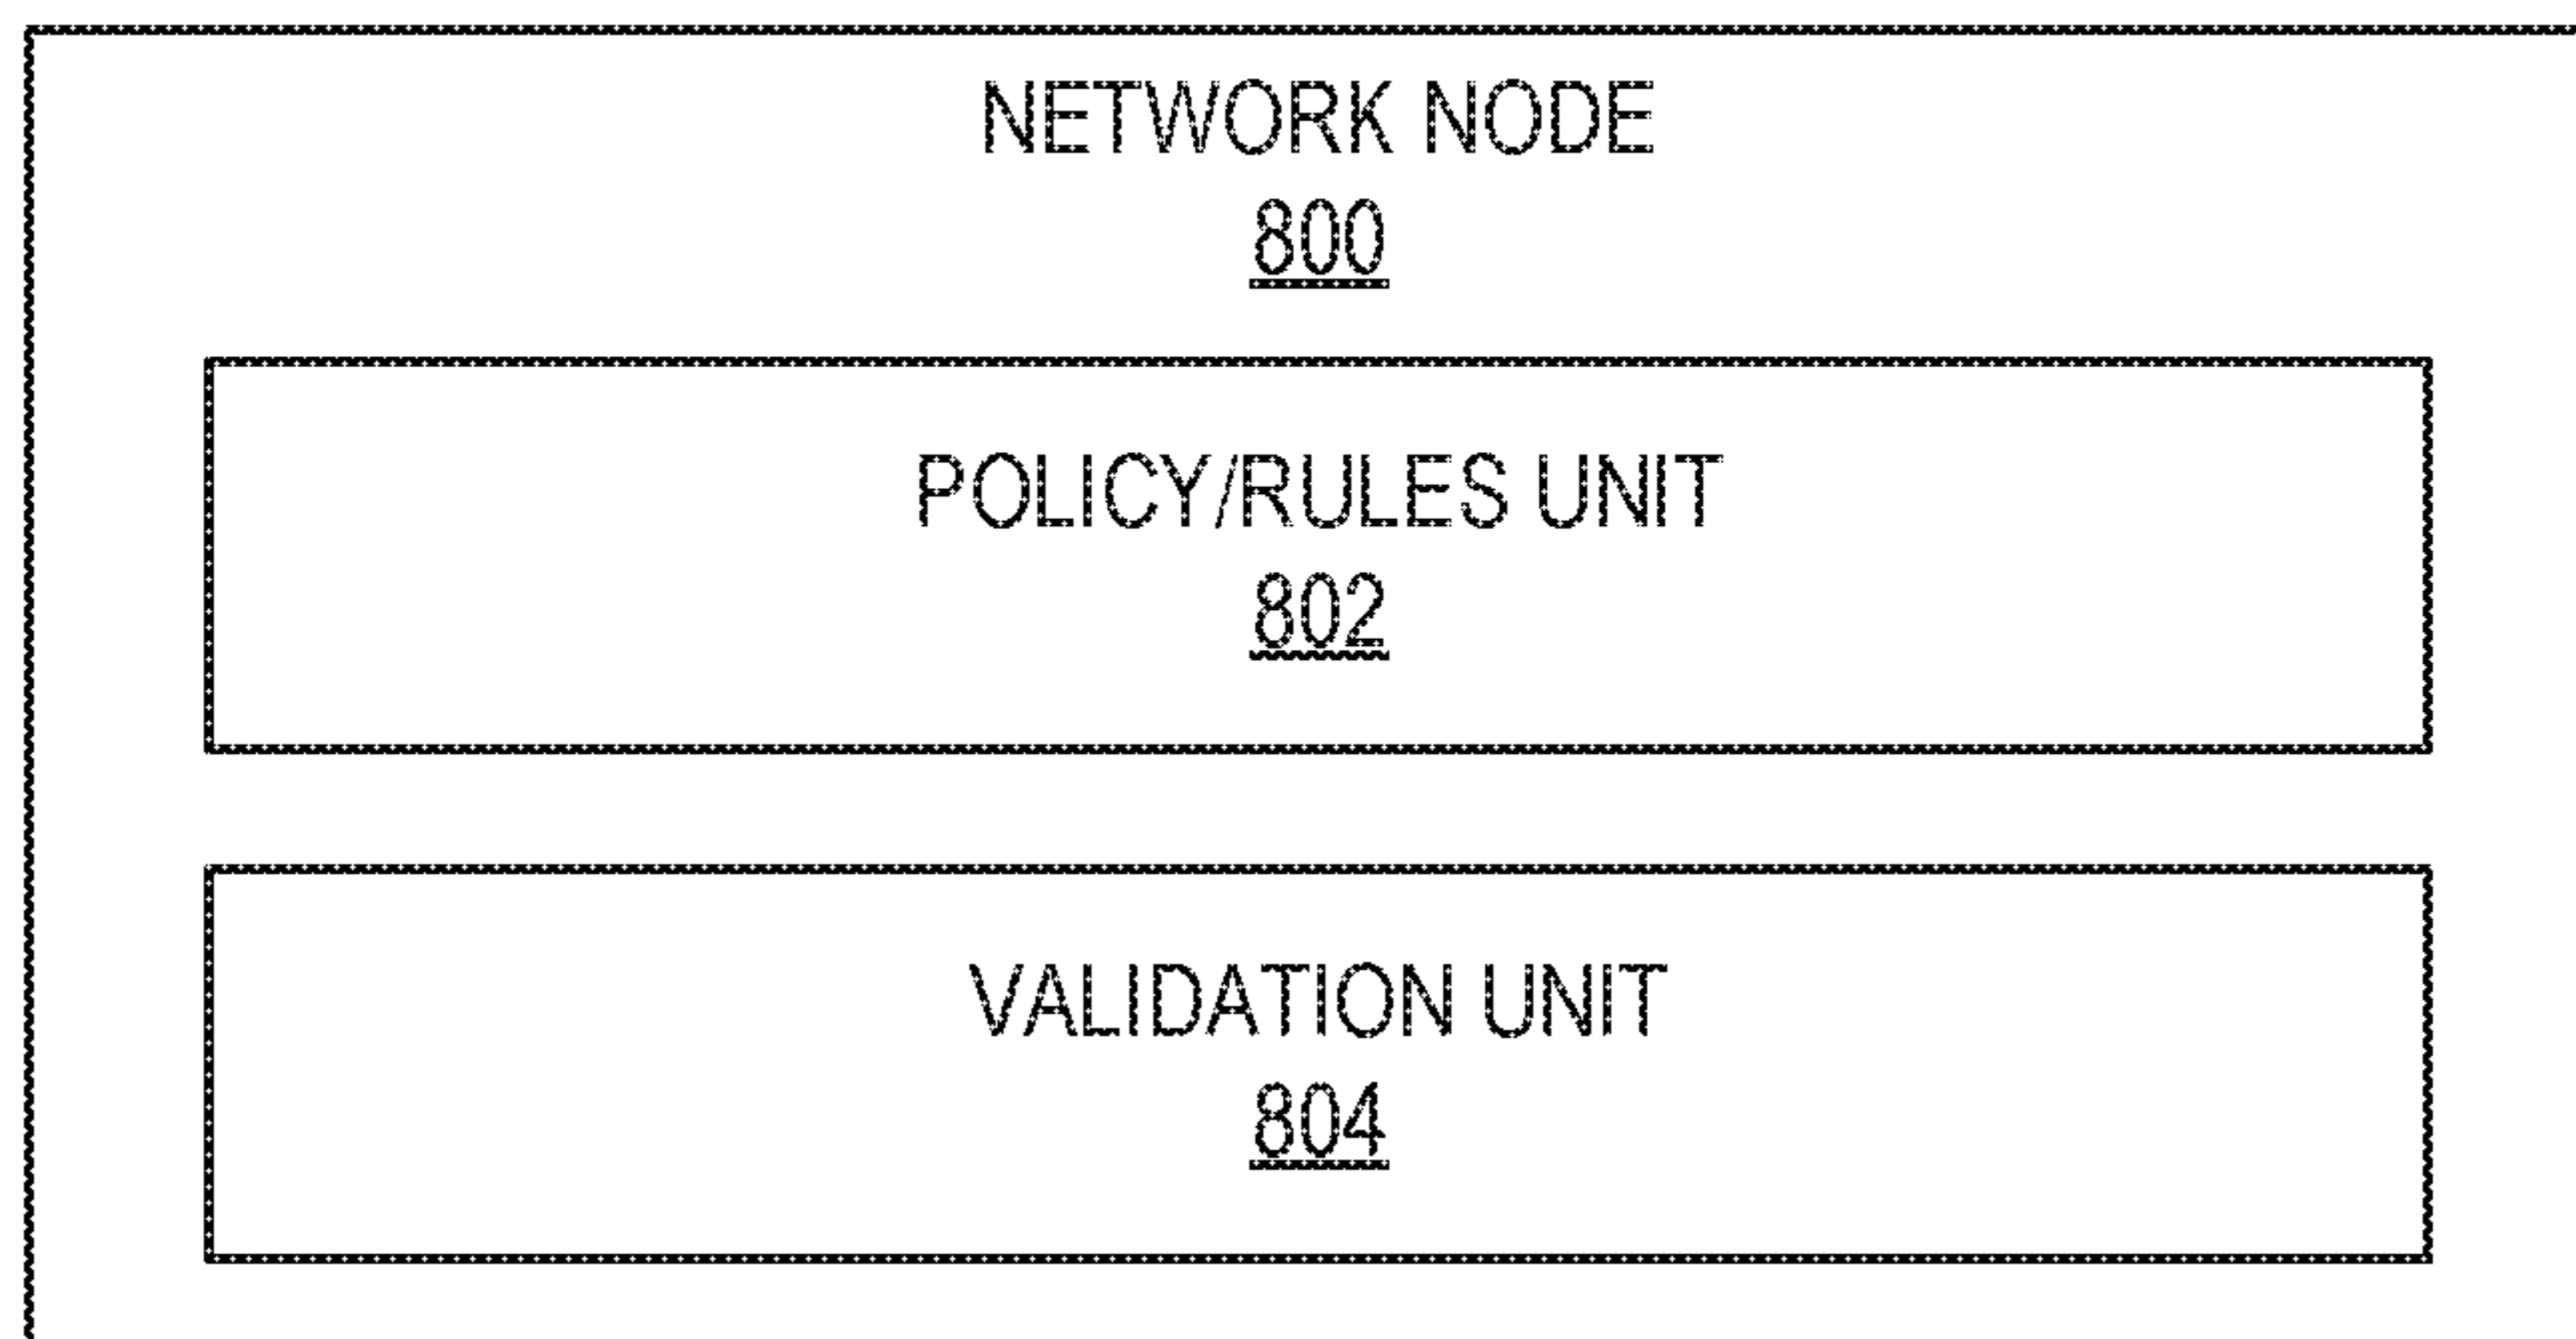 NETWORK NODE
800
POLICY/RULES UNIT
802
VALIDATION UNIT
804